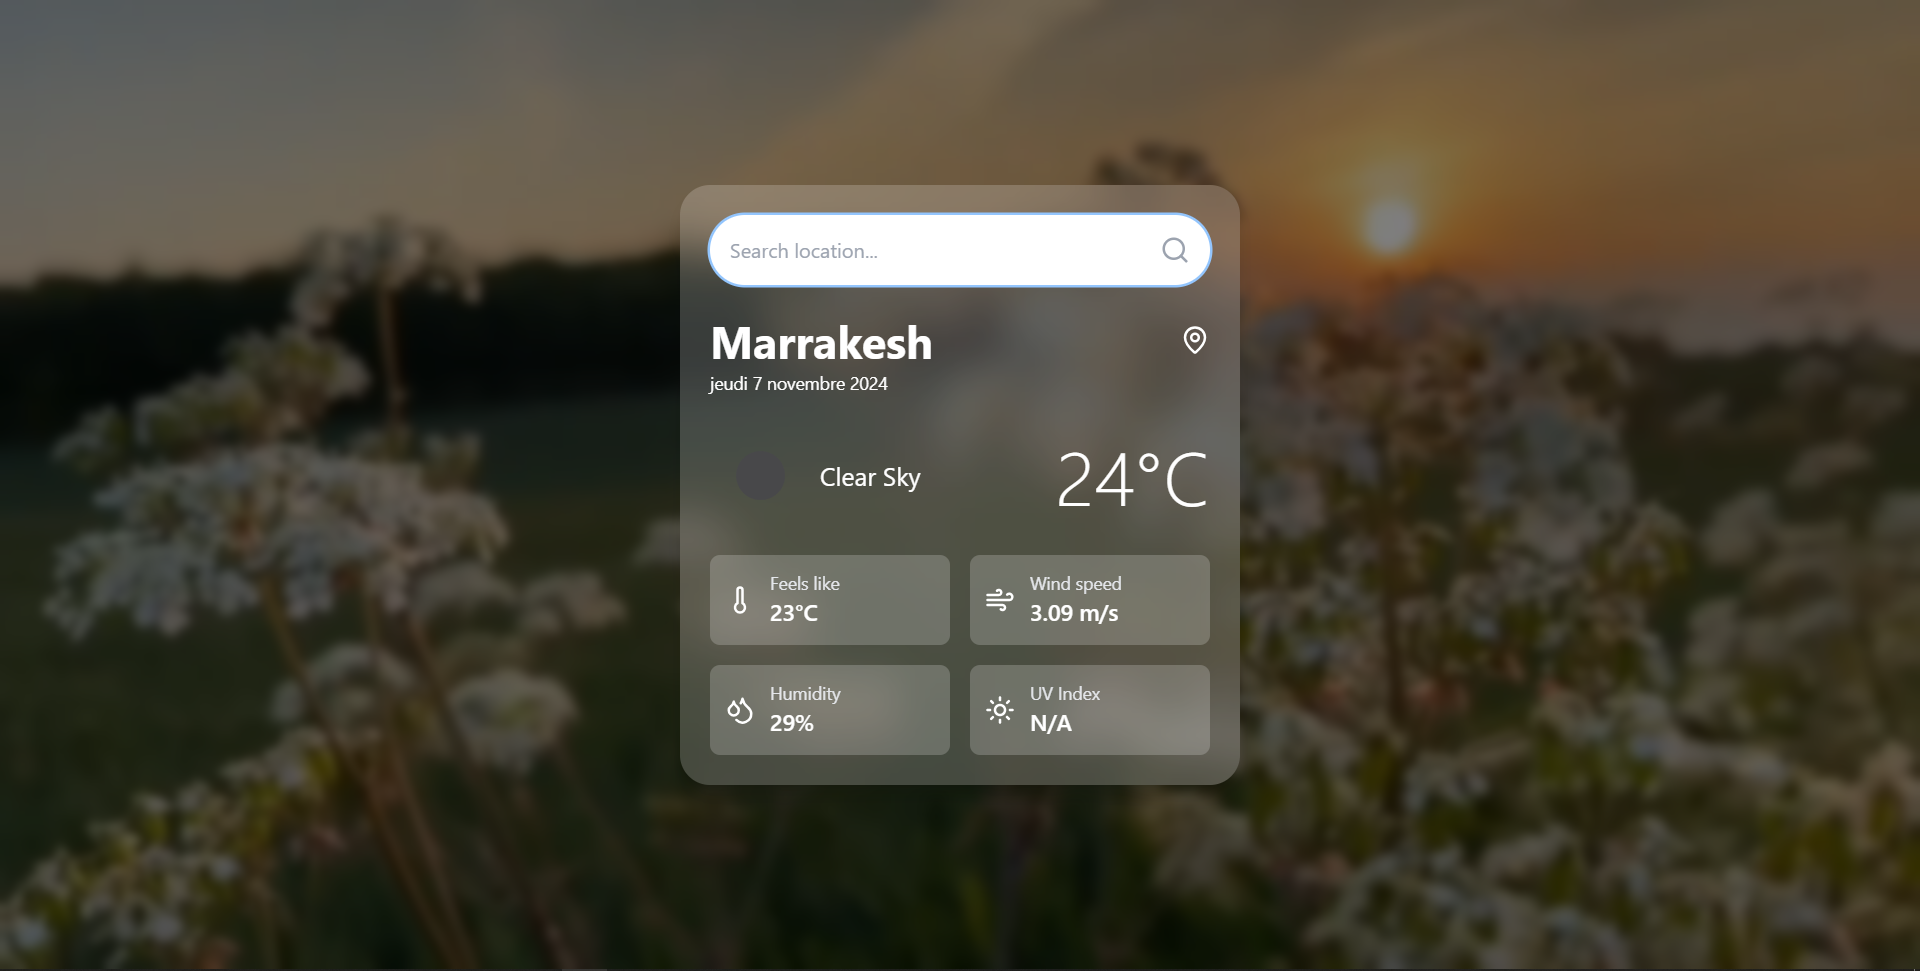 Search location...
Marrakesh
jeudi 7 novembre 2024
Clear Sky
24°C
Feels like
23°C
Wind speed
3.09 m/s
Humidity
29%
UV Index
N/A